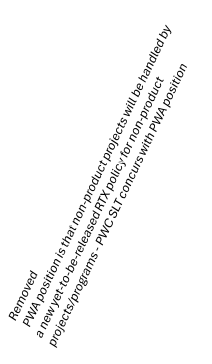 Removed
PWA position is that non-product projects will be handled by
a new yet-to-be-released RTX policy for non-product
projects/programs - PWC SLT concurs with PWA position